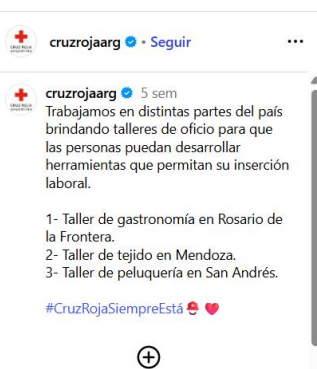 cruzrojaarg • Seguir
cruzrojaarg 5 sem
Trabajamos en distintas partes del país
brindando talleres de oficio para que
las personas puedan desarrollar
herramientas que permitan su inserción
laboral.
1- Taller de gastronomía en Rosario de
la Frontera.
2- Taller de tejido en Mendoza.
3- Taller de peluquería en San Andrés.
#CruzRojaSiempreEstá ⛑️ ❤️